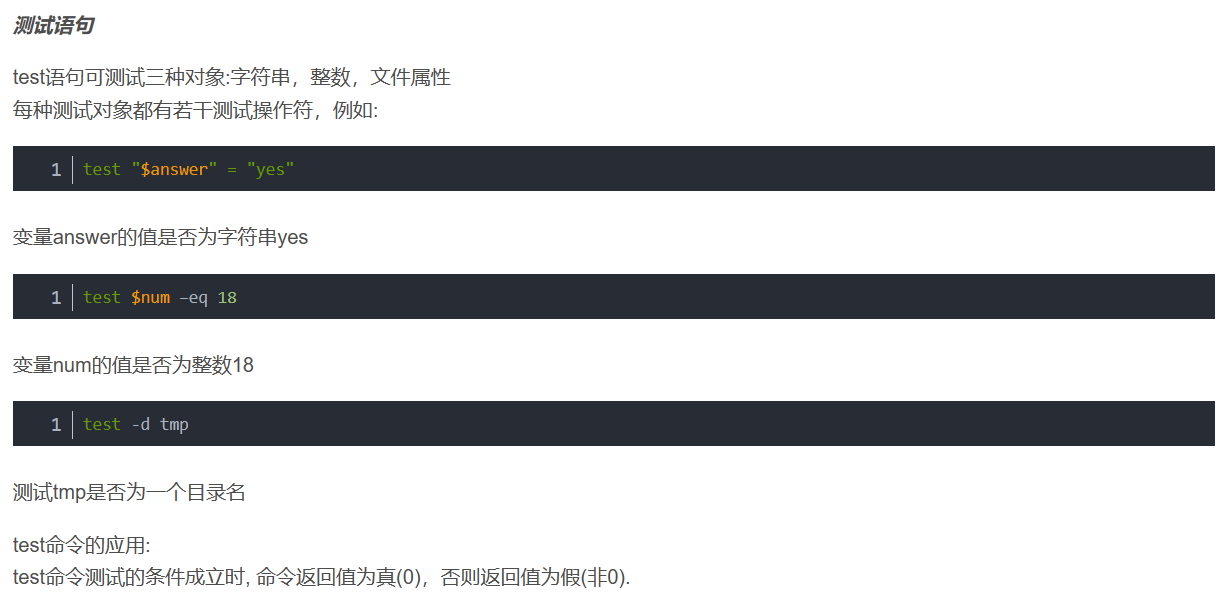 测试语句
test语句可测试三种对象:字符串，整数，文件属性
每种测试对象都有若干测试操作符，例如:
1 test "$answer" = "yes"
变量answer的值是否为字符串yes
1 test $num –eq 18
变量num的值是否为整数18
1 test -d tmp
测试tmp是否为一个目录名
test命令的应用:
test命令测试的条件成立时, 命令返回值为真(0)，否则返回值为假(非0).